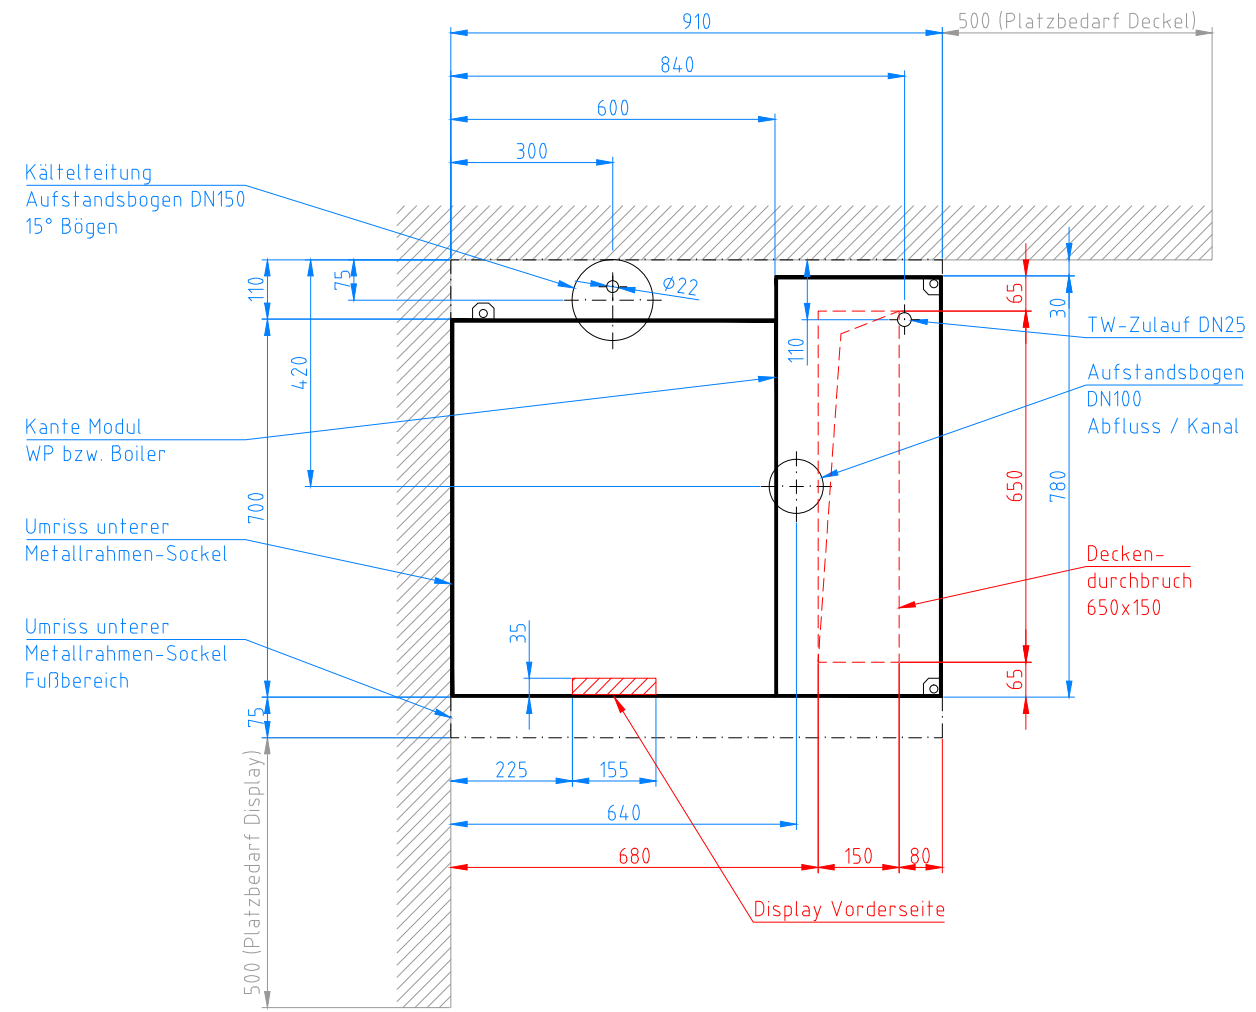 910
500 (Platzbedarf Deckel)
840
600
300
Kältelteitung
Aufstandsbogen DN150
15° Bögen
110
75
Ø22
65
30
110
TW-Zulauf DN25
420
Aufstandsbogen
DN100
Abfluss / Kanal
Kante Modul
WP bzw. Boiler
700
650
780
Umriss unterer
Metallrahmen-Sockel
Decken-
durchbruch
650x150
Umriss unterer
Metallrahmen-Sockel
Fußbereich
35
65
75
500 (Platzbedarf Display)
225
155
640
680
150
80
Display Vorderseite